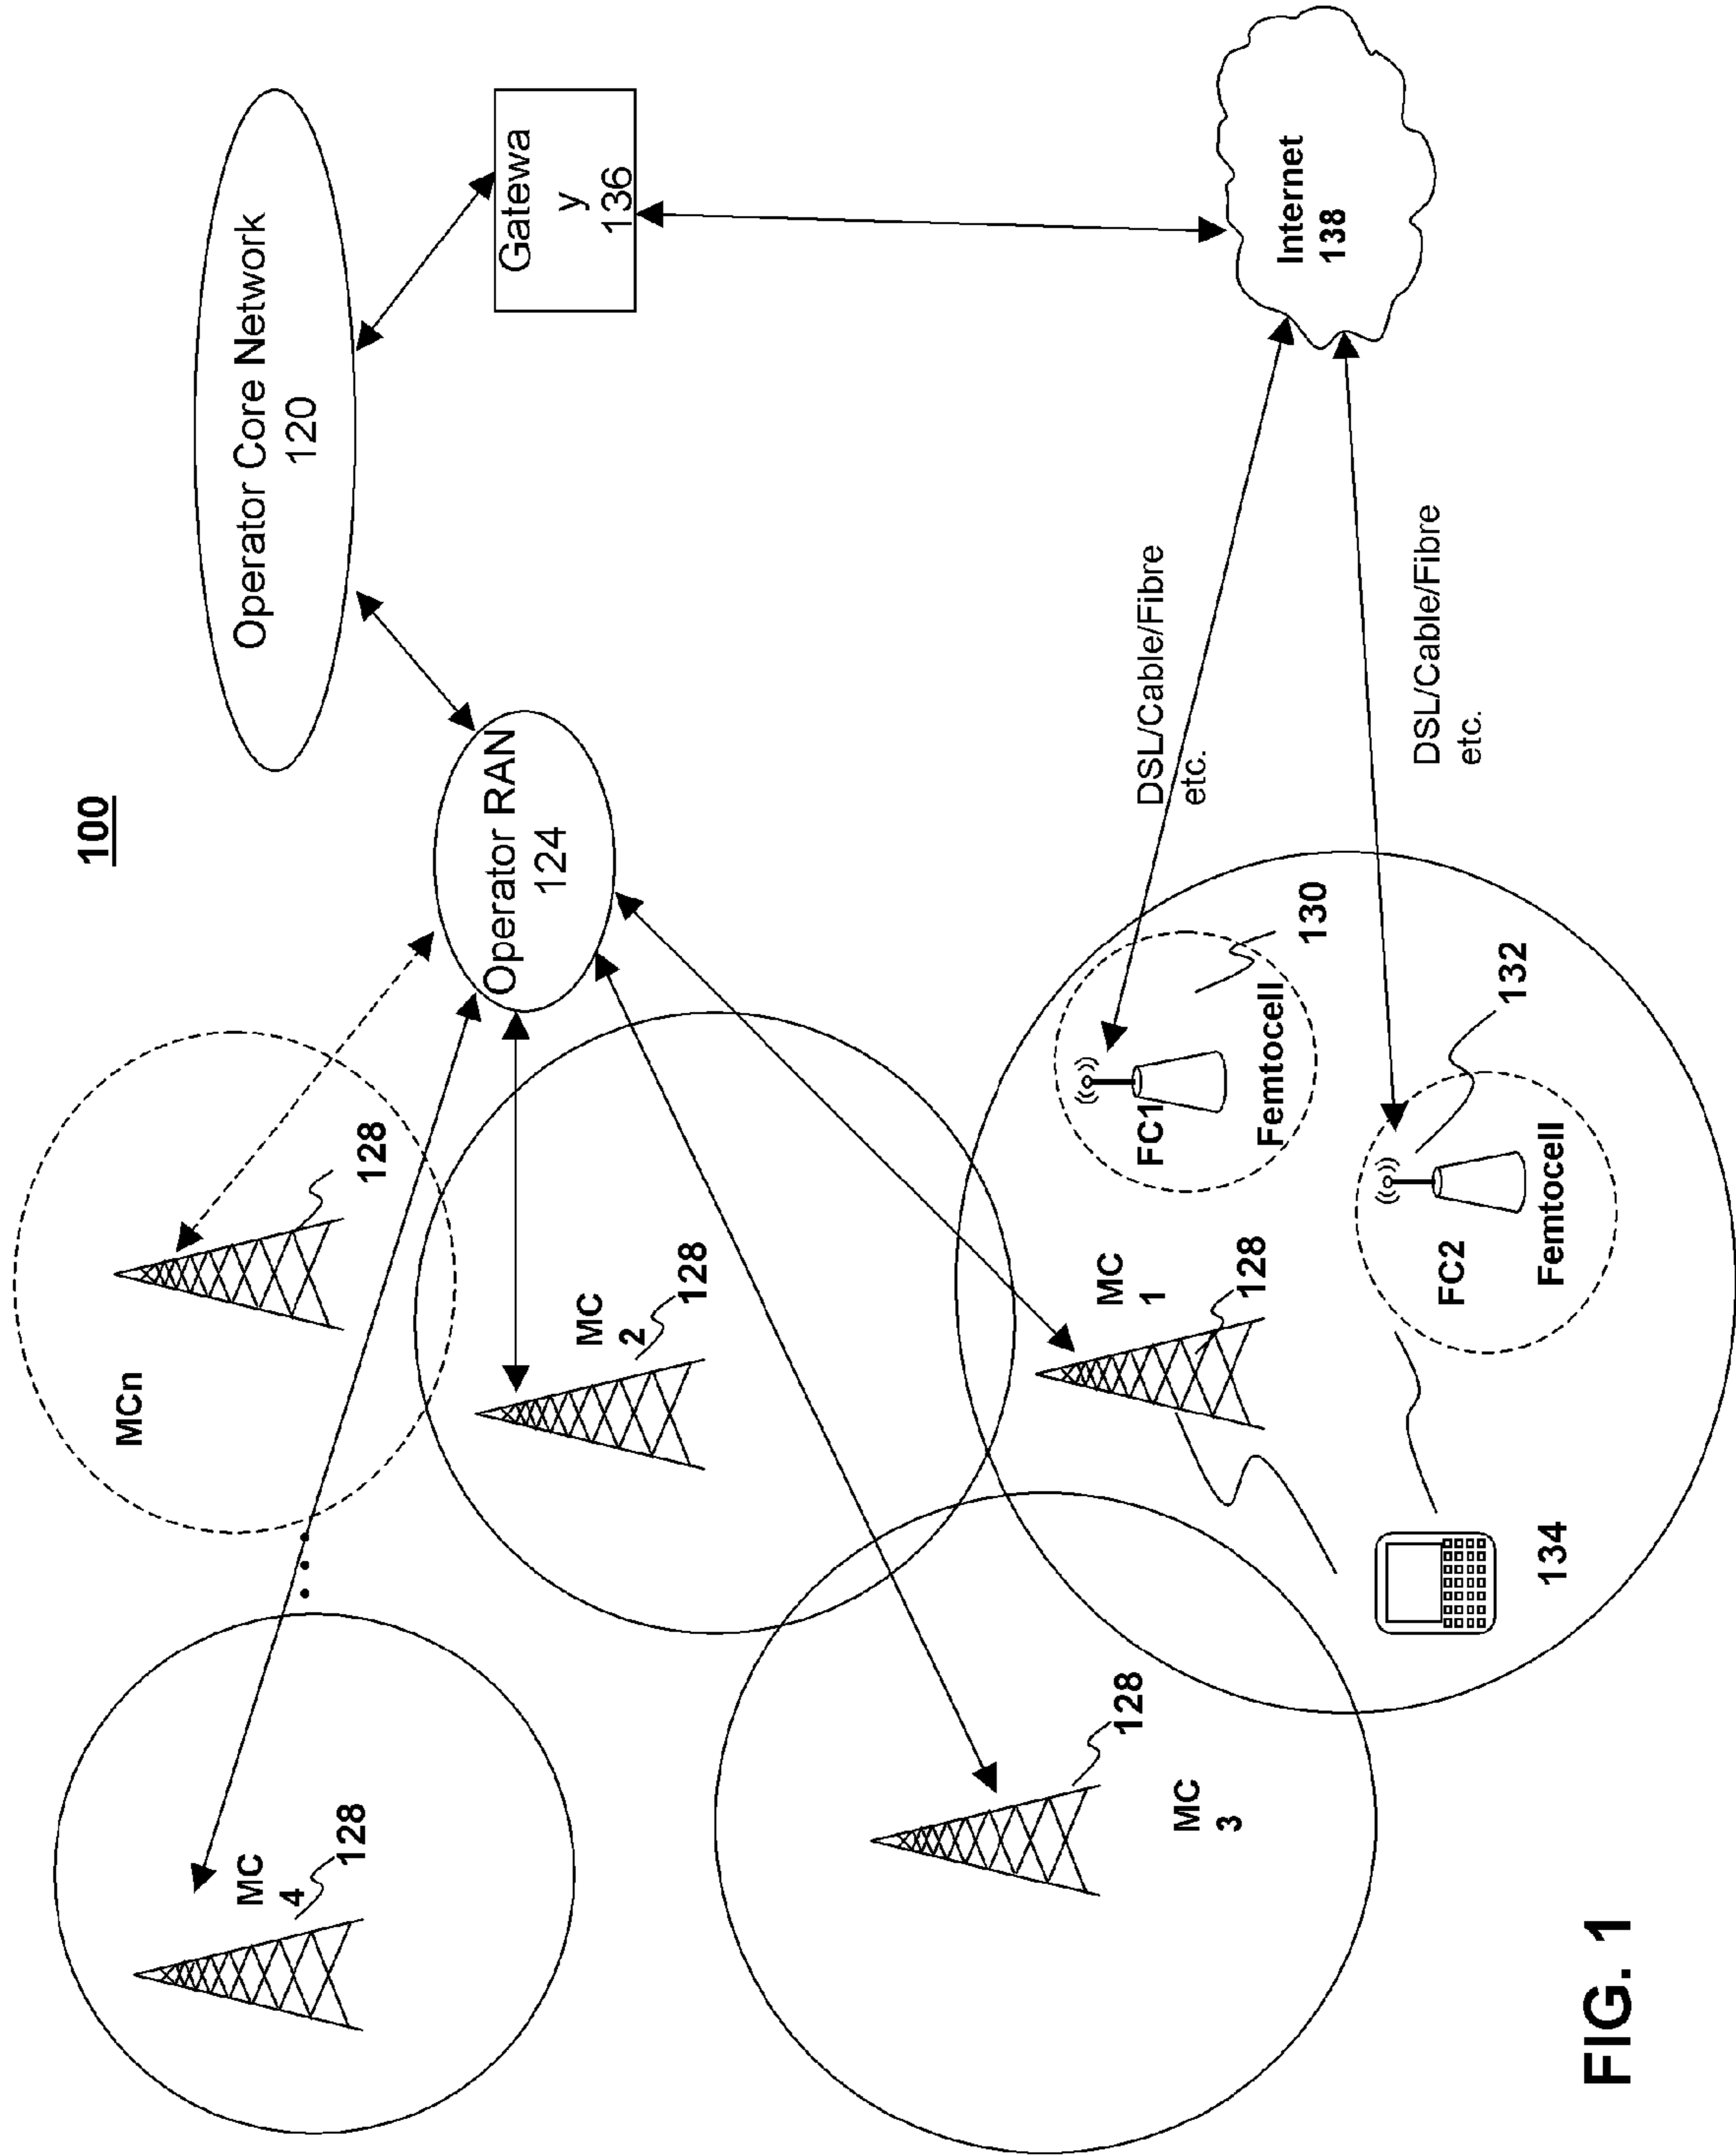 100
Operator Core Network
120
Operator RAN
124
Gatewa
y
136
MCn
128
MC
4
128
MC
2
128
MC
3
128
MC
1
128
FC1
Femtocell
130
FC2
Femtocell
132
134
DSL/Cable/Fibre
etc.
DSL/Cable/Fibre
etc.
Internet
138
FIG. 1